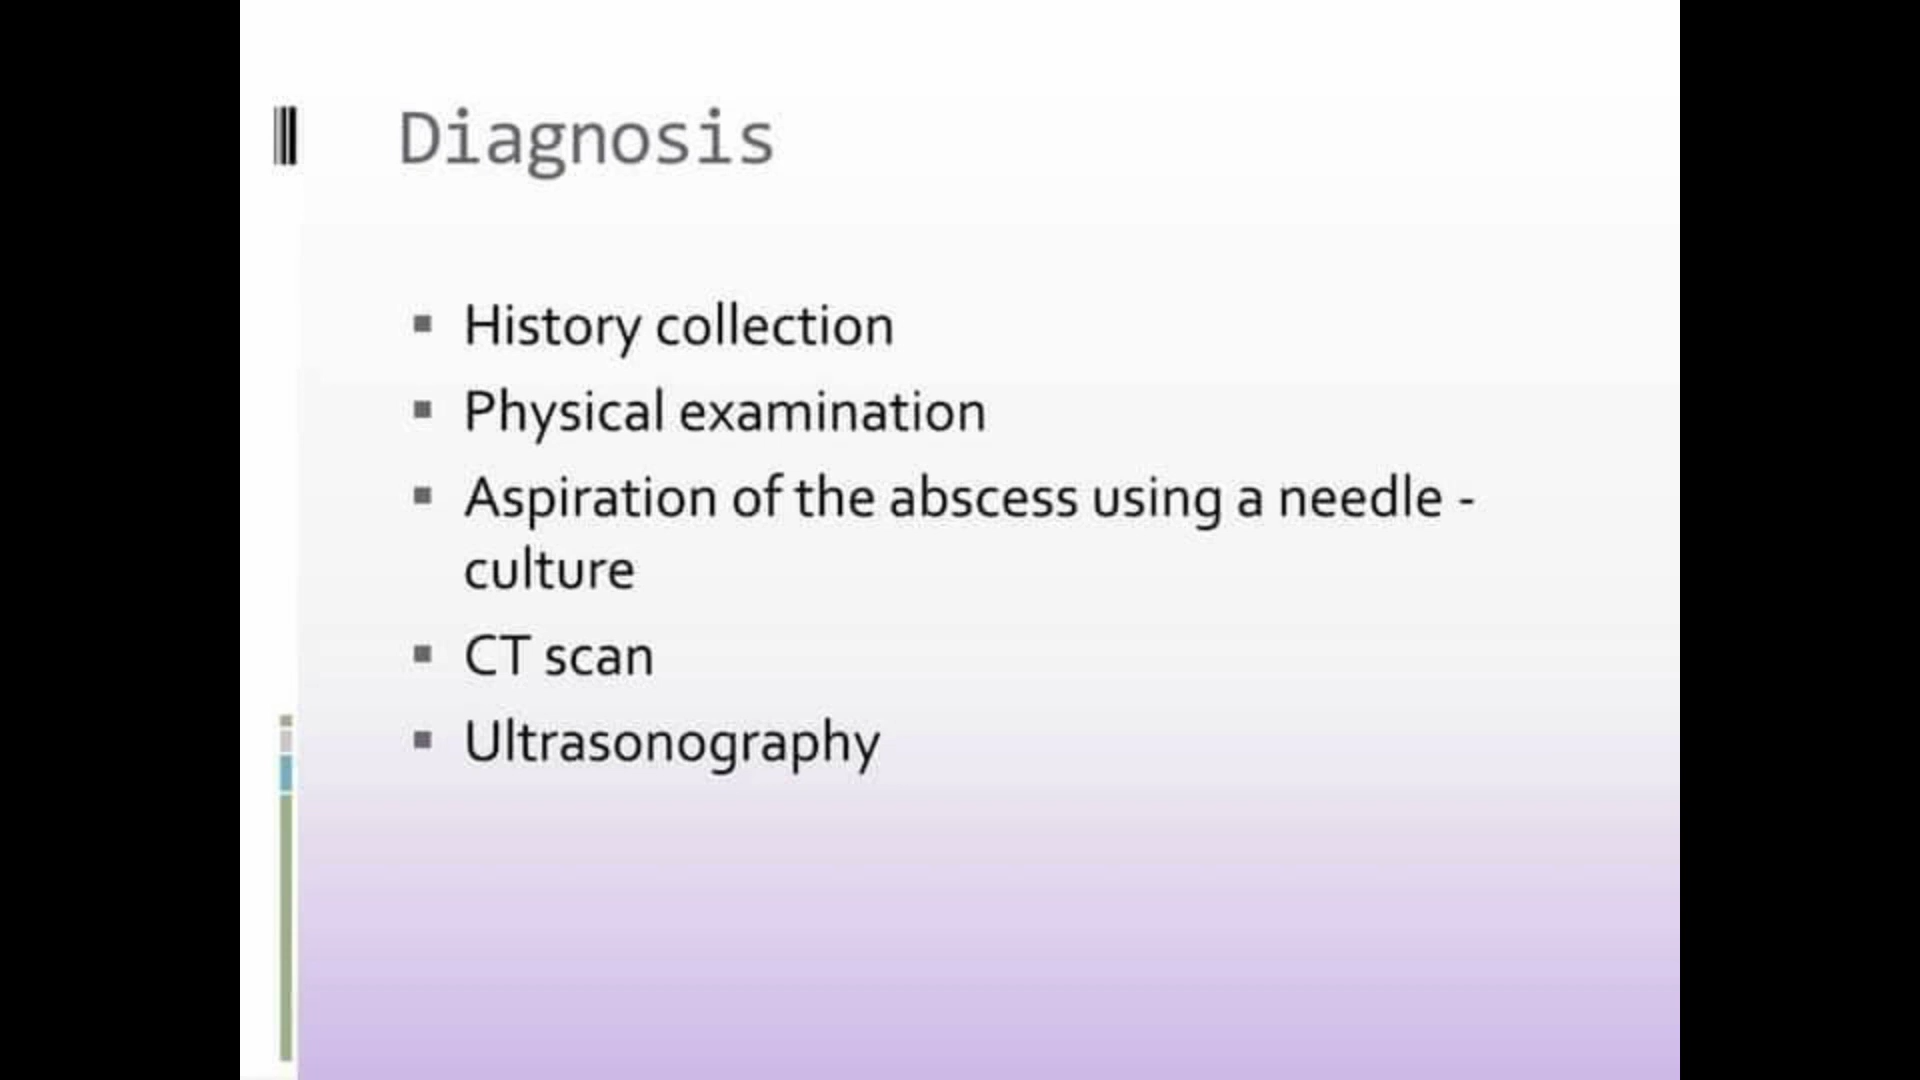 Diagnosis
History collection
Physical examination
Aspiration of the abscess using a needle -
culture
CT scan
Ultrasonography